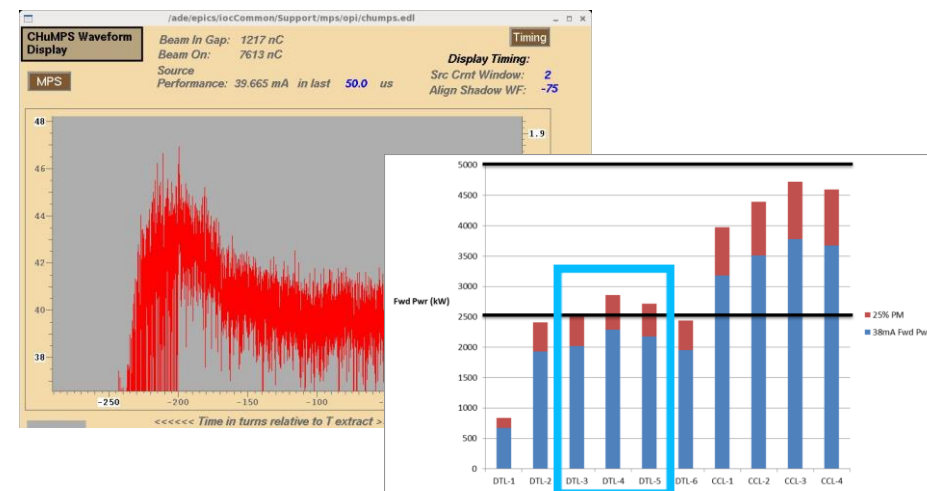 /ade/epics/iocCommon/Support/mps/opi/chumps.edl
CHuMPS Waveform
Display
MPS
Beam In Gap: 1217 nC
Beam On: 7613 nC
Source
Performance: 39.665 mA in last 50.0 us
Timing
Display Timing:
Src Crnt Window: 2
Align Shadow WF: -75
48
46
44
42
40
38
1.9
-250
-200
-150
-100
<<<<<< Time in turns relative to T extract >
Fwd Pwr (kW)
5000
4500
4000
3500
3000
2500
2000
1500
1000
500
0
DTL-1 DTL-2 DTL-3 DTL-4 DTL-5 DTL-6 CCL-1 CCL-2 CCL-3 CCL-4
25% PM
38mA Fwd Pw